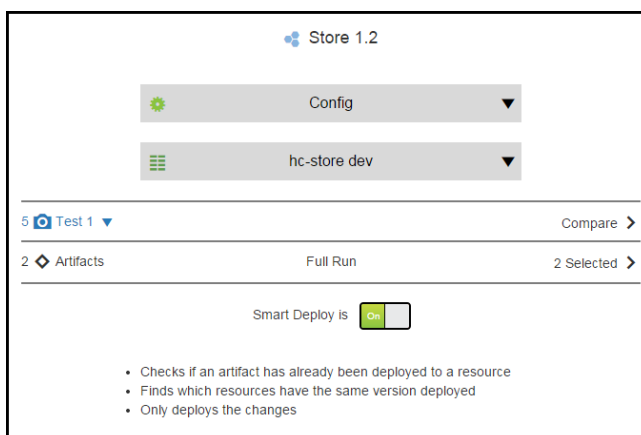 Store 1.2
Config
hc-store dev
5 Test 1 Compare
2 Artifacts Full Run 2 Selected
Smart Deploy is On
• Checks if an artifact has already been deployed to a resource
• Finds which resources have the same version deployed
• Only deploys the changes